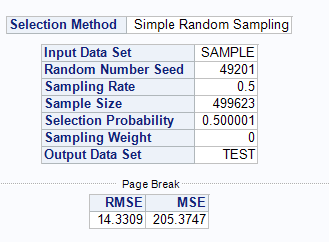 Selection Method Simple Random Sampling
Input Data Set SAMPLE
Random Number Seed 49201
Sampling Rate 0.5
Sample Size 499623
Selection Probability 0.500001
Sampling Weight 0
Output Data Set TEST
Page Break
RMSE MSE
14.3309 205.3747